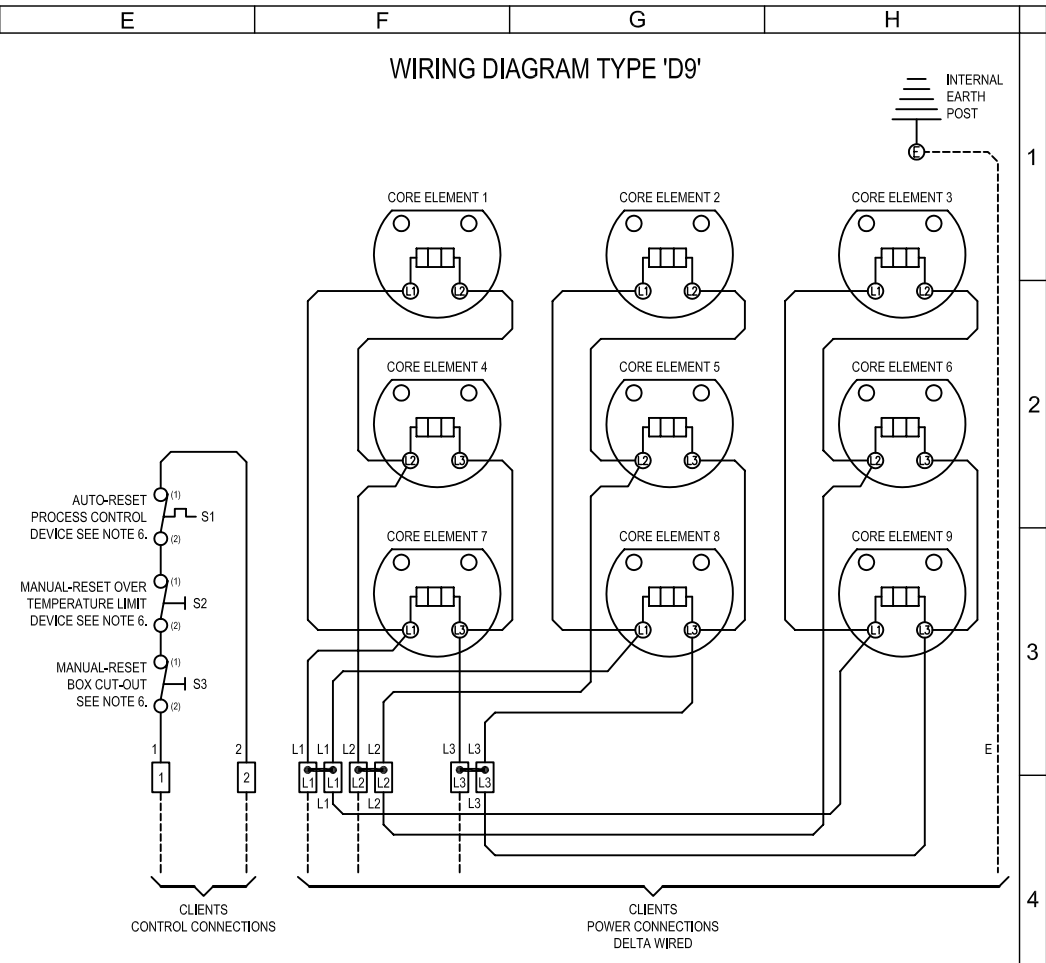 E F G H
WIRING DIAGRAM TYPE 'D9'
INTERNAL
EARTH
POST
E
1
CORE ELEMENT 1 CORE ELEMENT 2 CORE ELEMENT 3
L1 L2 L1 L2 L1 L2
CORE ELEMENT 4 CORE ELEMENT 5 CORE ELEMENT 6
2
L2 L3 L2 L3 L2 L3
AUTO-RESET
PROCESS CONTROL
DEVICE SEE NOTE 6.
(1)
S1
(2)
CORE ELEMENT 7 CORE ELEMENT 8 CORE ELEMENT 9
MANUAL-RESET OVER
TEMPERATURE LIMIT
DEVICE SEE NOTE 6.
(1)
S2
(2)
L1 L3 L1 L3 L1 L3
3
MANUAL-RESET
BOX CUT-OUT
SEE NOTE 6.
(1)
S3
(2)
1 2 L1 L1 L2 L2 L3 L3 E
1 2 L1 L1 L2 L2 L3 L3
L1 L2 L3
CLIENTS
CONTROL CONNECTIONS
CLIENTS
POWER CONNECTIONS
DELTA WIRED
4